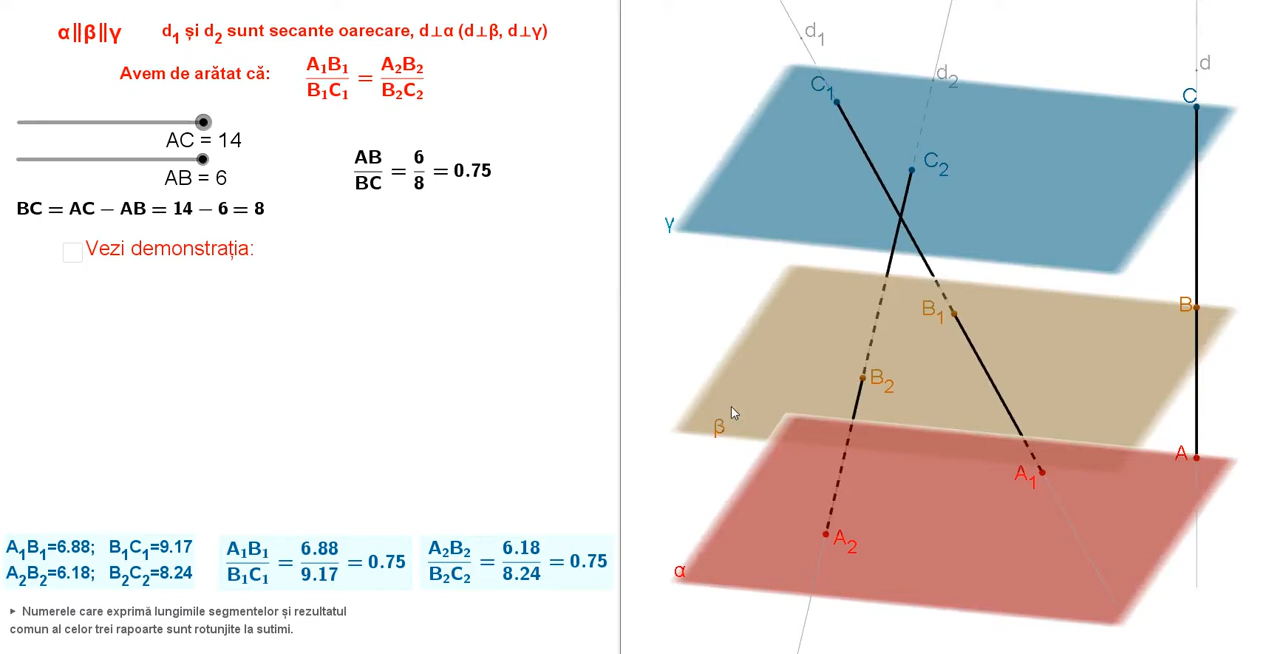 α∥β∥γ d₁ și d₂ sunt secante oarecare, d⊥α (d⊥β, d⊥γ)
Avem de arătat că: A₁B₁/B₁C₁ = A₂B₂/B₂C₂
AC = 14
AB = 6
AB/BC = 6/8 = 0.75
BC = AC − AB = 14 − 6 = 8
Vezi demonstrația:
A₁B₁=6.88; B₁C₁=9.17
A₂B₂=6.18; B₂C₂=8.24
A₁B₁/B₁C₁ = 6.88/9.17 = 0.75
A₂B₂/B₂C₂ = 6.18/8.24 = 0.75
► Numerele care exprimă lungimile segmentelor și rezultatul
comun al celor trei rapoarte sunt rotunjite la sutimi.
d₁
d₂
d
C₁
C₂
C
γ
B₁
B
B₂
β
A₁
A
A₂
α